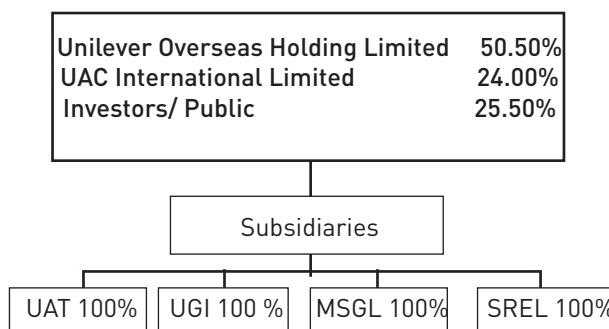 Unilever Overseas Holding Limited 50.50%
UAC International Limited 24.00%
Investors/ Public 25.50%
Subsidiaries
UAT 100% UGI 100 % MSGL 100% SREL 100%